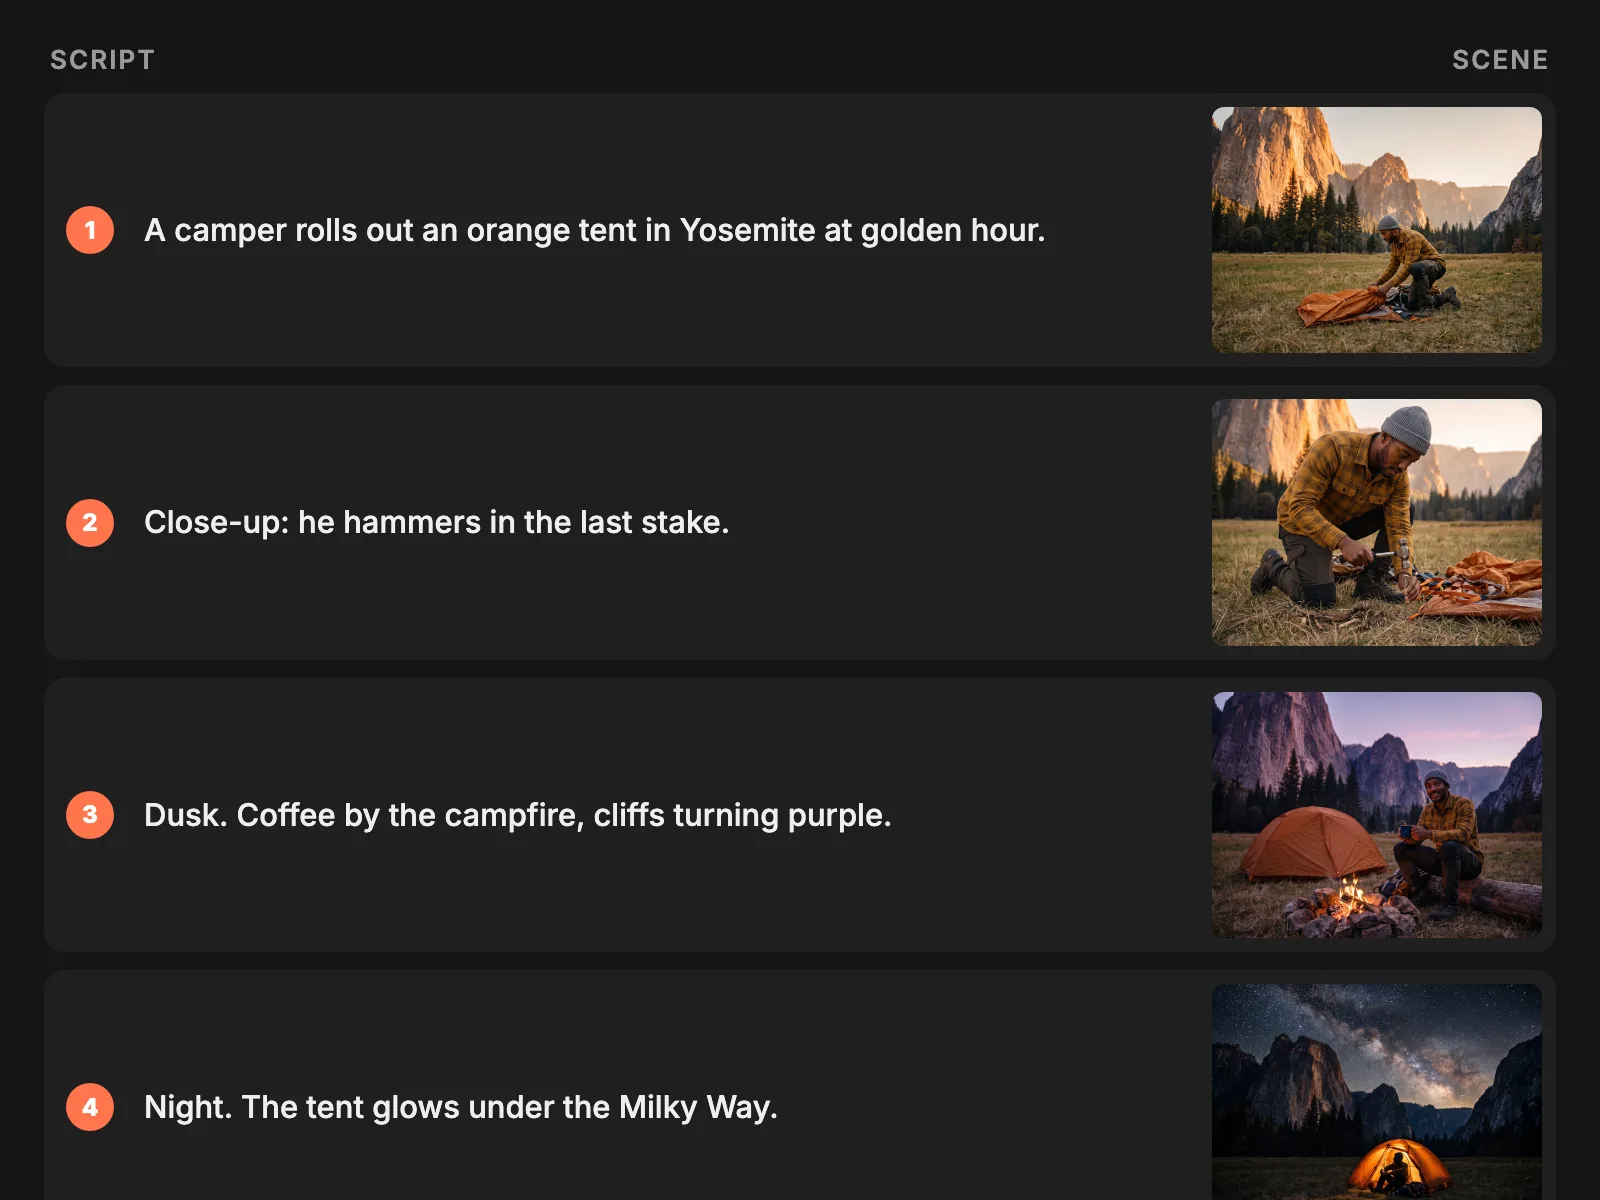 SCRIPT
SCENE
1
A camper rolls out an orange tent in Yosemite at golden hour.
2
Close-up: he hammers in the last stake.
3
Dusk. Coffee by the campfire, cliffs turning purple.
4
Night. The tent glows under the Milky Way.